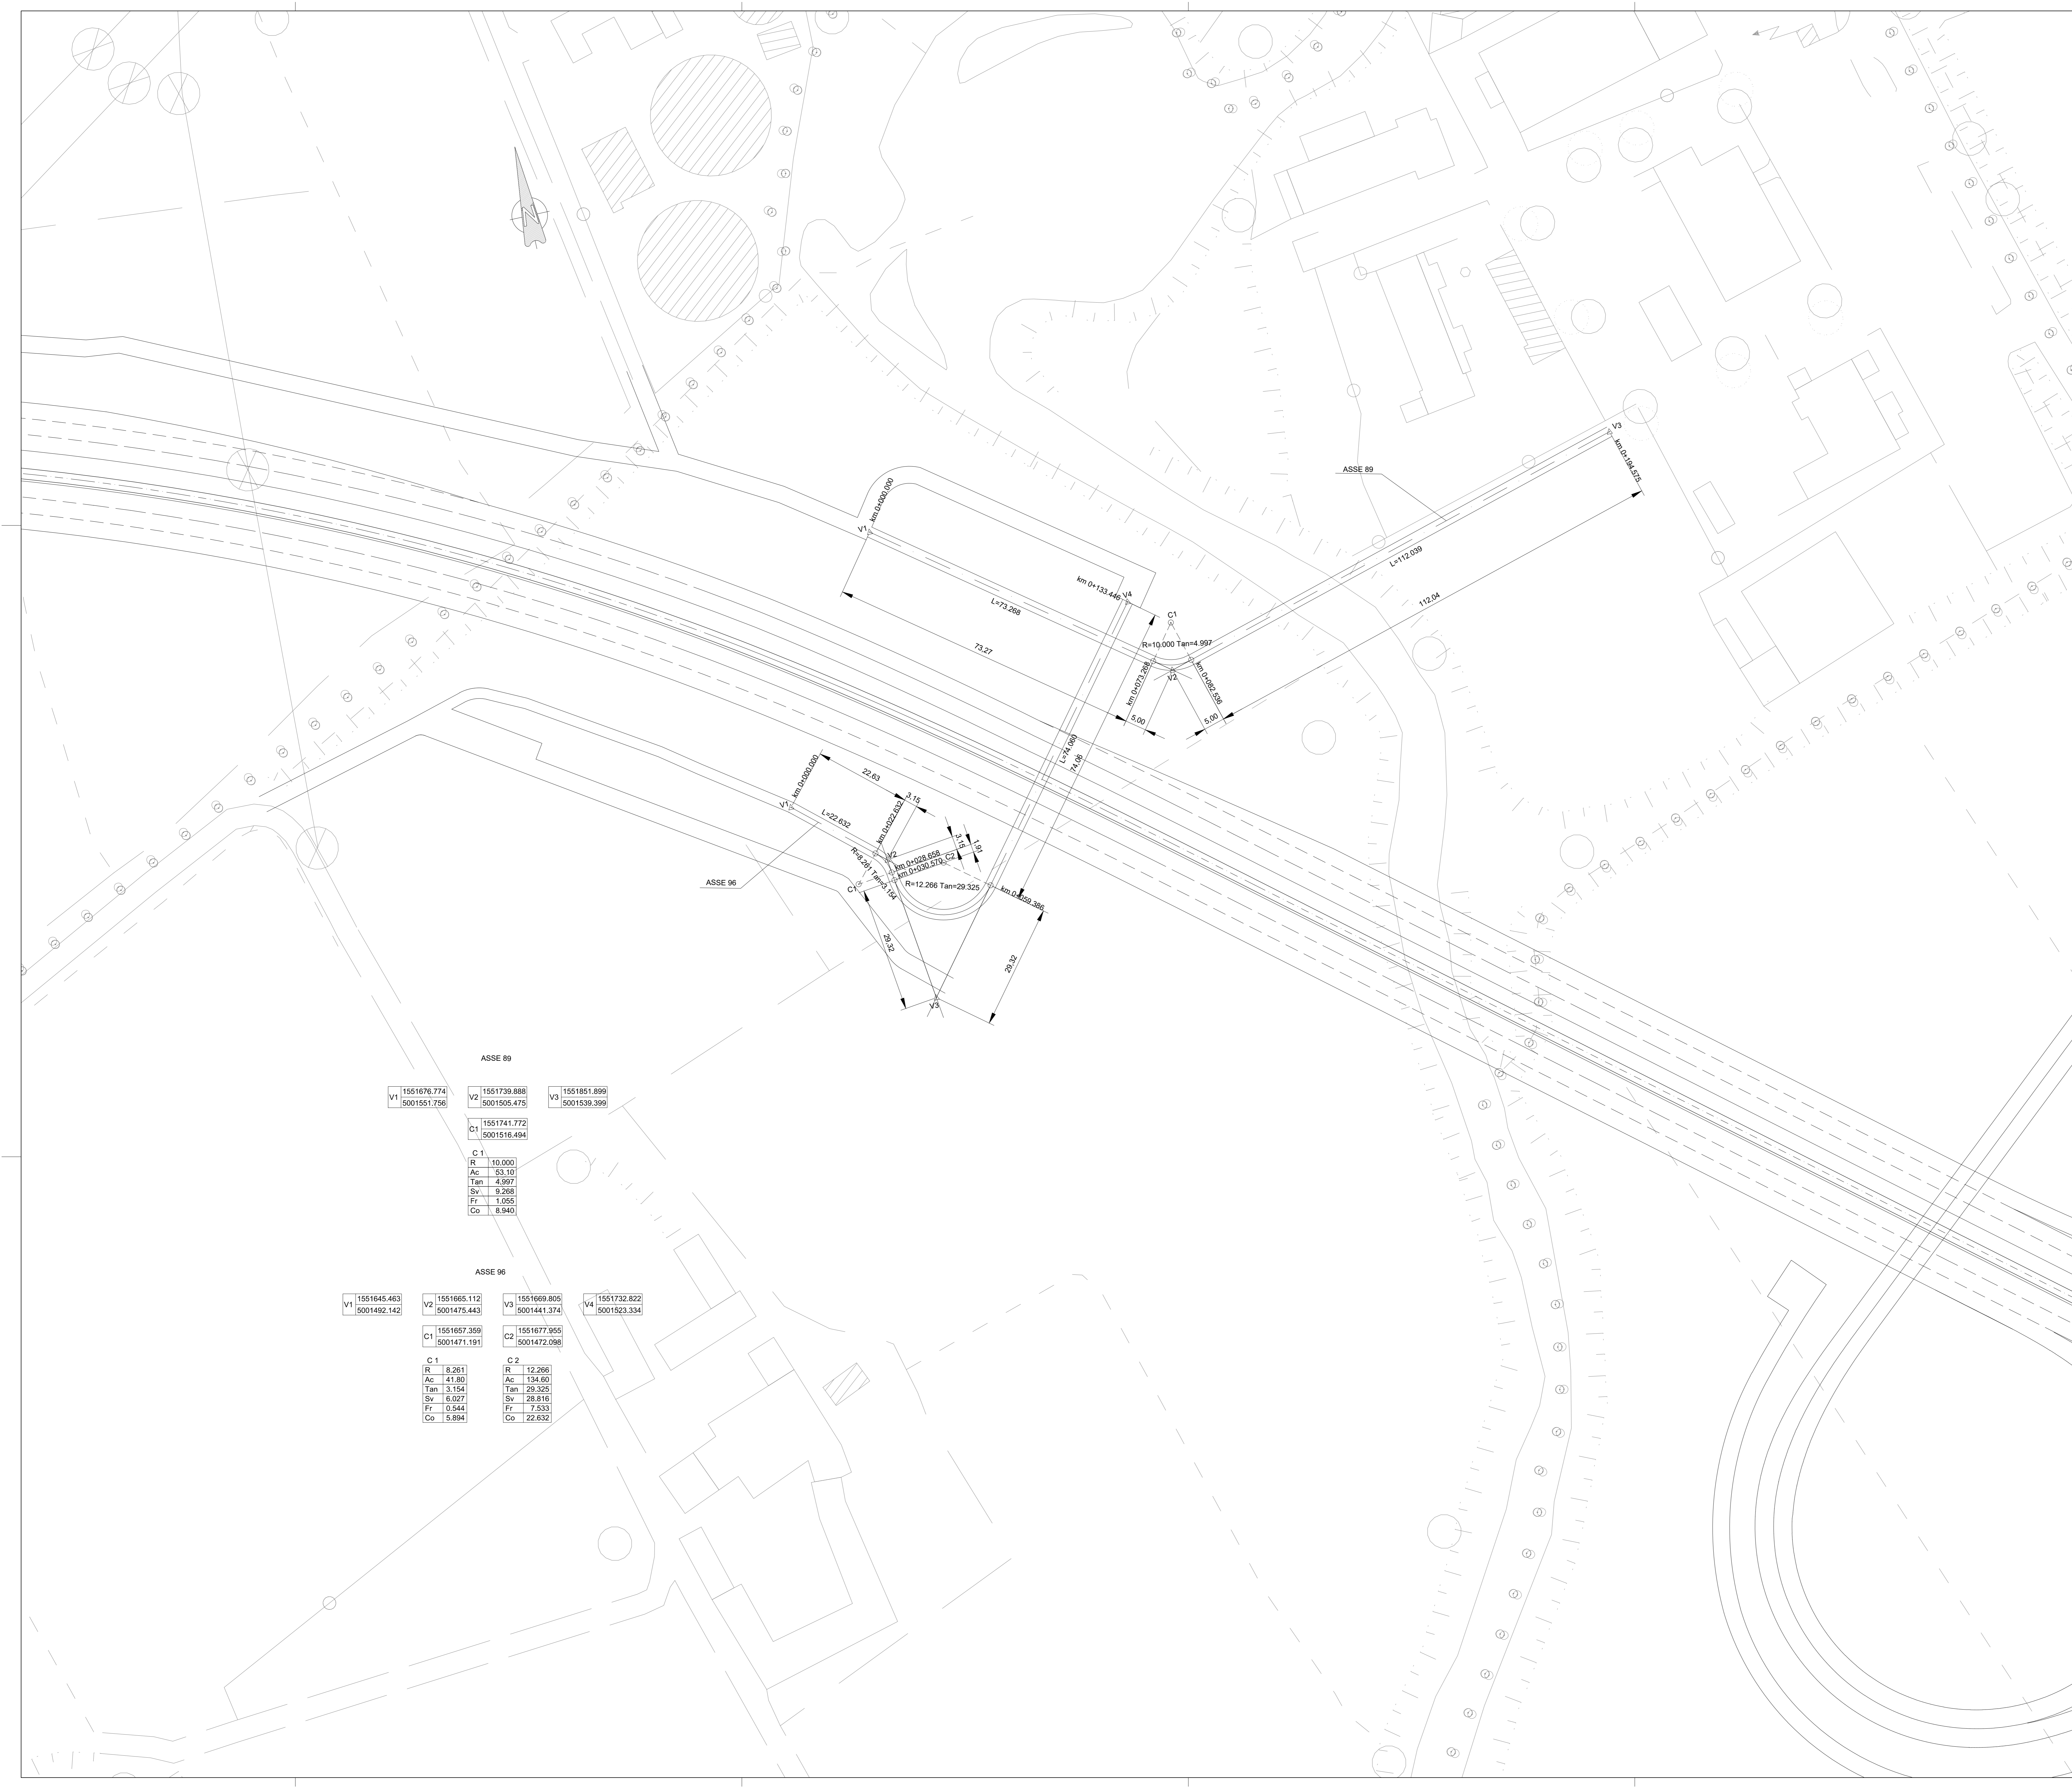 N
V3
km 0+194.575
ASSE 89
L=112.039
112.04
V1
km 0+000.000
L=73.268
73.27
km 0+133.446
V4
C1
R=10.000 Tan=4.997
km 0+073.268
V2
km 0+082.536
5.00
5.00
L=74.060
74.06
V1
km 0+000.000
22.63
L=22.632
3.15
km 0+022.632
V2
3.15
1.91
km 0+028.658
km 0+030.570
C2
R=8.261 Tan=3.154
C1
R=12.266 Tan=29.325
km 0+059.386
ASSE 96
29.32
29.32
V3
ASSE 89
V1 1551676.774
5001551.756
V2 1551739.888
5001505.475
V3 1551851.899
5001539.399
C1 1551741.772
5001516.494
C 1
R 10.000
Ac 53.10
Tan 4.997
Sv 9.268
Fr 1.055
Co 8.940
ASSE 96
V1 1551645.463
5001492.142
V2 1551665.112
5001475.443
V3 1551669.805
5001441.374
V4 1551732.822
5001523.334
C1 1551657.359
5001471.191
C2 1551677.955
5001472.098
C 1
R 8.261
Ac 41.80
Tan 3.154
Sv 6.027
Fr 0.544
Co 5.894
C 2
R 12.266
Ac 134.60
Tan 29.325
Sv 28.816
Fr 7.533
Co 22.632